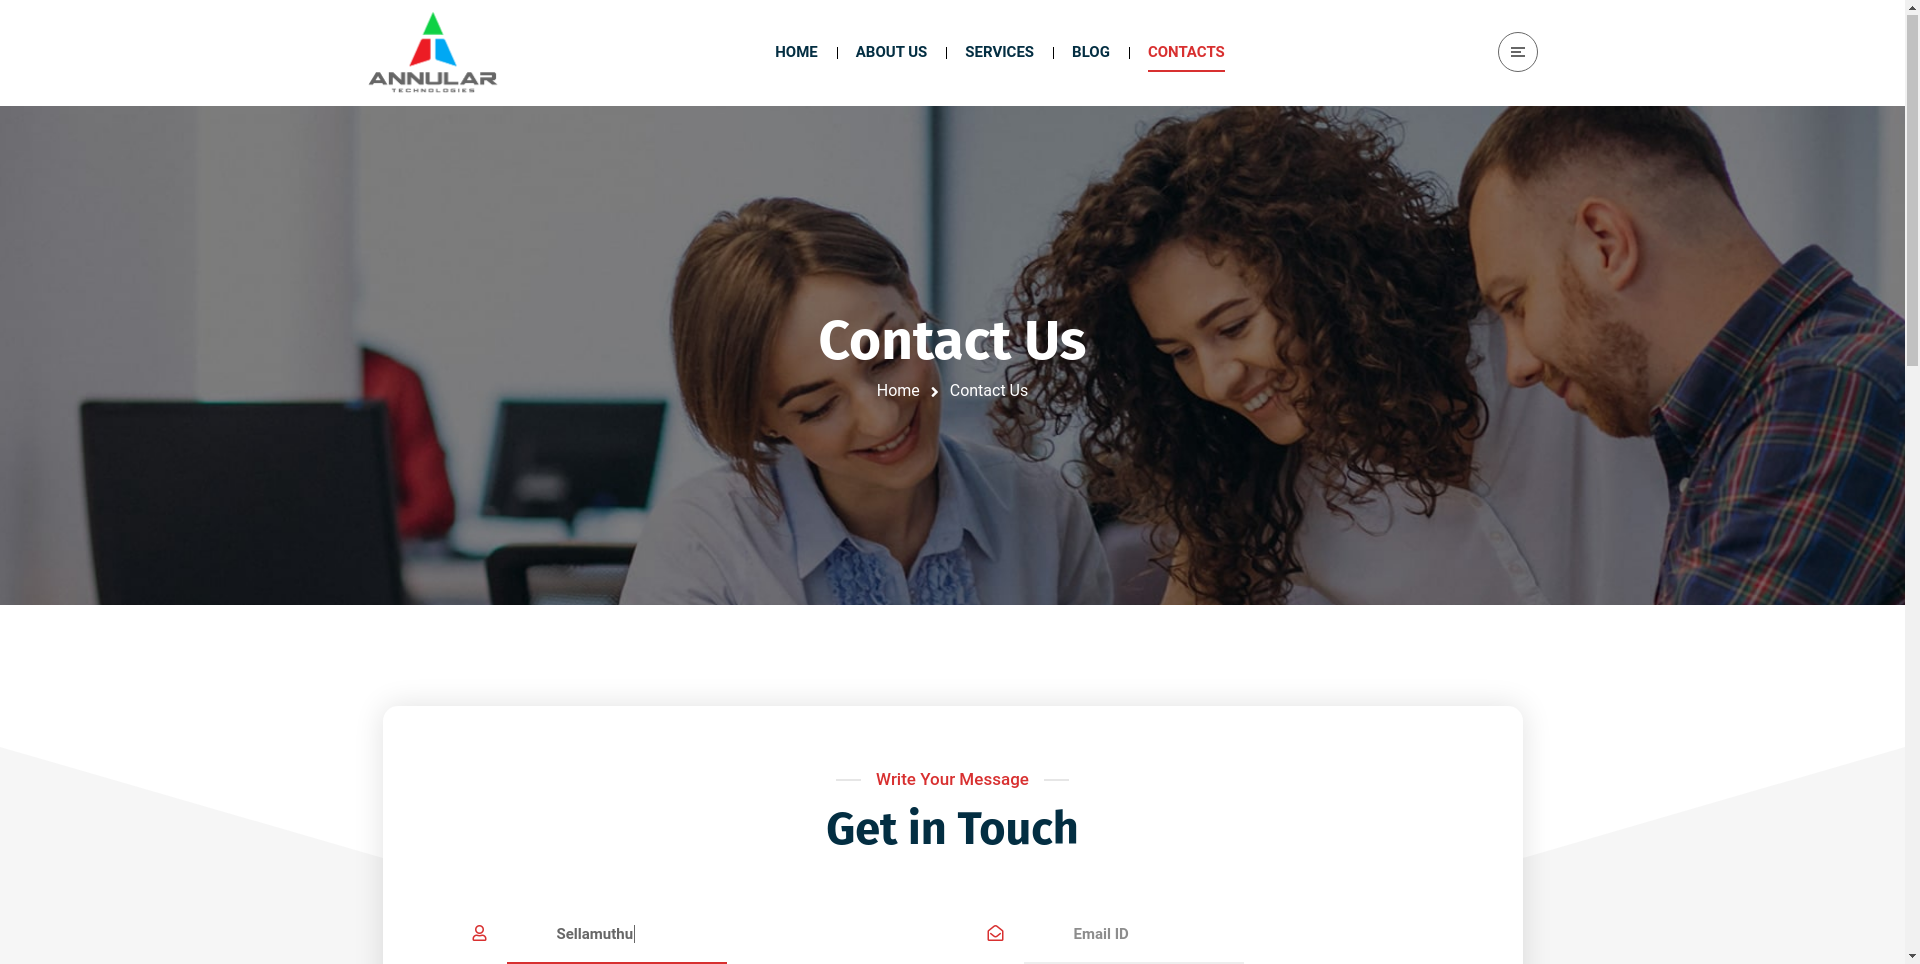 ANNULAR
TECHNOLOGIES
HOME
ABOUT US
SERVICES
BLOG
CONTACTS
Contact Us
Home
Contact Us
Write Your Message
Get in Touch
Sellamuthu
Email ID